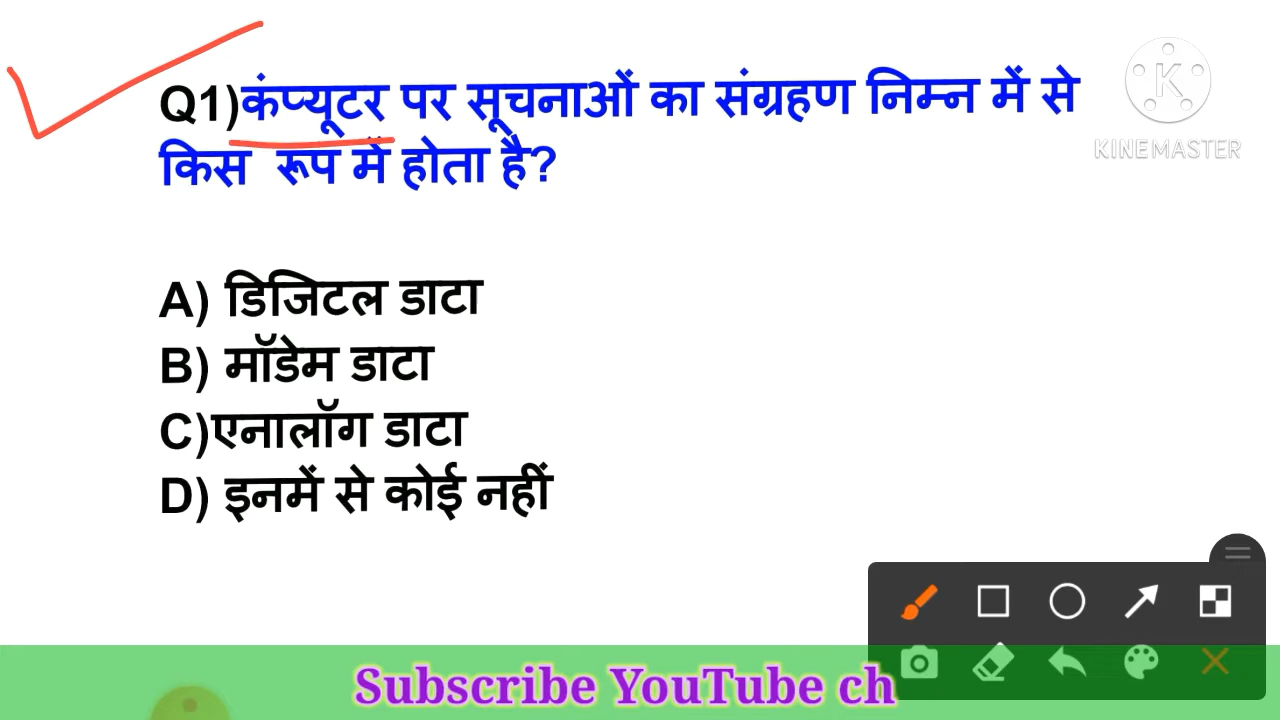 Q1)कंप्यूटर पर सूचनाओं का संग्रहण निम्न में से
किस रूप में होता है?
A) डिजिटल डाटा
B) मॉडेम डाटा
C)एनालॉग डाटा
D) इनमें से कोई नहीं
K
KINEMASTER
Subscribe YouTube ch